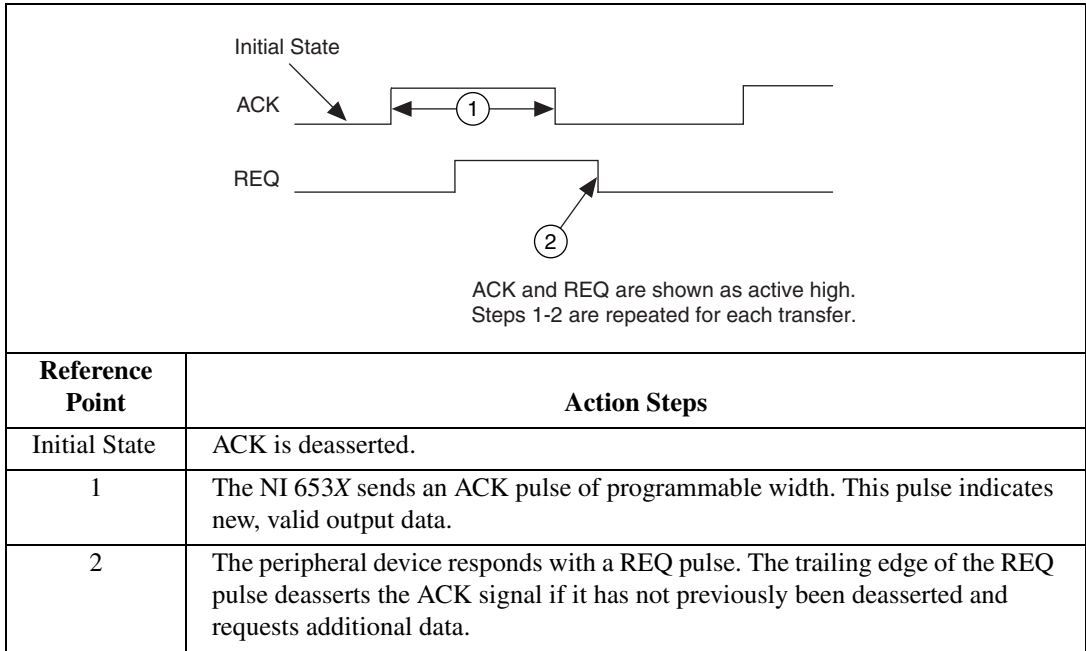 Initial State
ACK
1
REQ
2
ACK and REQ are shown as active high.
Steps 1-2 are repeated for each transfer.
Reference
Point
Action Steps
Initial State
ACK is deasserted.
1
The NI 653X sends an ACK pulse of programmable width. This pulse indicates
new, valid output data.
2
The peripheral device responds with a REQ pulse. The trailing edge of the REQ
pulse deasserts the ACK signal if it has not previously been deasserted and
requests additional data.